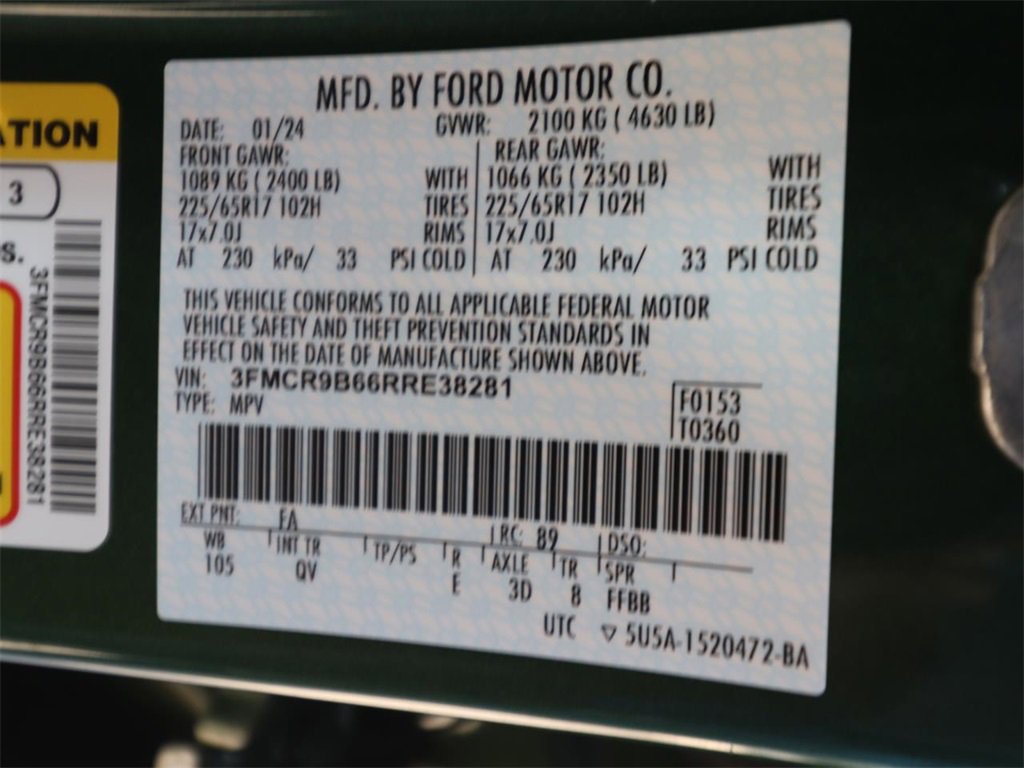 ATION
3
S.
3FMCR9B66RRE38281
MFD. BY FORD MOTOR CO.
DATE: 01/24 GVWR: 2100 KG ( 4630 LB)
FRONT GAWR: REAR GAWR:
1089 KG ( 2400 LB) WITH 1066 KG ( 2350 LB) WITH
225/65R17 102H TIRES 225/65R17 102H TIRES
17x7.0J RIMS 17x7.0J RIMS
AT 230 kPa/ 33 PSI COLD AT 230 kPa/ 33 PSI COLD
THIS VEHICLE CONFORMS TO ALL APPLICABLE FEDERAL MOTOR
VEHICLE SAFETY AND THEFT PREVENTION STANDARDS IN
EFFECT ON THE DATE OF MANUFACTURE SHOWN ABOVE.
VIN: 3FMCR9B66RRE38281
TYPE: MPV
F0153
T0360
EXT PNT: FA RC: 89 DSO:
WB INT TR TP/PS R AXLE TR SPR
105 QV E 3D 8 FFBB
UTC ▽ 5U5A-1520472-BA